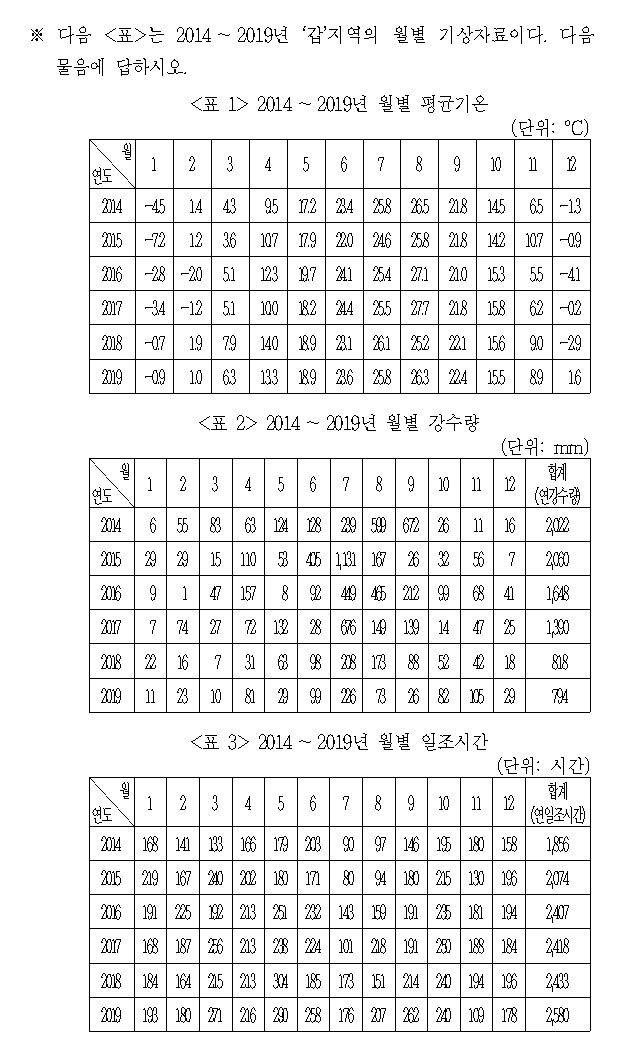 ※ 다음 <표>는 2014 ~ 2019년 ‘갑’지역의 월별 기상자료이다. 다음
물음에 답하시오.
<표 1> 2014 ~ 2019년 월별 평균기온
(단위: ℃)
월 연도 1 2 3 4 5 6 7 8 9 10 11 12
2014 −4.5 1.4 4.3 9.5 17.2 23.4 25.8 26.5 21.8 14.5 6.5 −1.3
2015 −7.2 1.2 3.6 10.7 17.9 22.0 24.6 25.8 21.8 14.2 10.7 −0.9
2016 −2.8 −2.0 5.1 12.3 19.7 24.1 25.4 27.1 21.0 15.3 5.5 −4.1
2017 −3.4 −1.2 5.1 10.0 18.2 24.4 25.5 27.7 21.8 15.8 6.2 −0.2
2018 −0.7 1.9 7.9 14.0 18.9 23.1 26.1 25.2 22.1 15.6 9.0 −2.9
2019 −0.9 1.0 6.3 13.3 18.9 23.6 25.8 26.3 22.4 15.5 8.9 1.6
<표 2> 2014 ~ 2019년 월별 강수량
(단위: mm)
월 연도 1 2 3 4 5 6 7 8 9 10 11 12 합계 (연강수량)
2014 6 55 83 63 124 128 239 599 672 26 11 16 2,022
2015 29 29 15 110 53 405 1,131 167 26 32 56 7 2,060
2016 9 1 47 157 8 92 449 465 212 99 68 41 1,648
2017 7 74 27 72 132 28 676 149 139 14 47 25 1,390
2018 22 16 7 31 63 98 208 173 88 52 42 18 818
2019 11 23 10 81 29 99 226 73 26 82 105 29 794
<표 3> 2014 ~ 2019년 월별 일조시간
(단위: 시간)
월 연도 1 2 3 4 5 6 7 8 9 10 11 12 합계 (연일조시간)
2014 168 141 133 166 179 203 90 97 146 195 180 158 1,856
2015 219 167 240 202 180 171 80 94 180 215 130 196 2,074
2016 191 225 192 213 251 232 143 159 191 235 181 194 2,407
2017 168 187 256 213 238 224 101 218 191 250 188 184 2,418
2018 184 164 215 213 304 185 173 151 214 240 194 196 2,433
2019 193 180 271 216 290 258 176 207 262 240 109 178 2,580